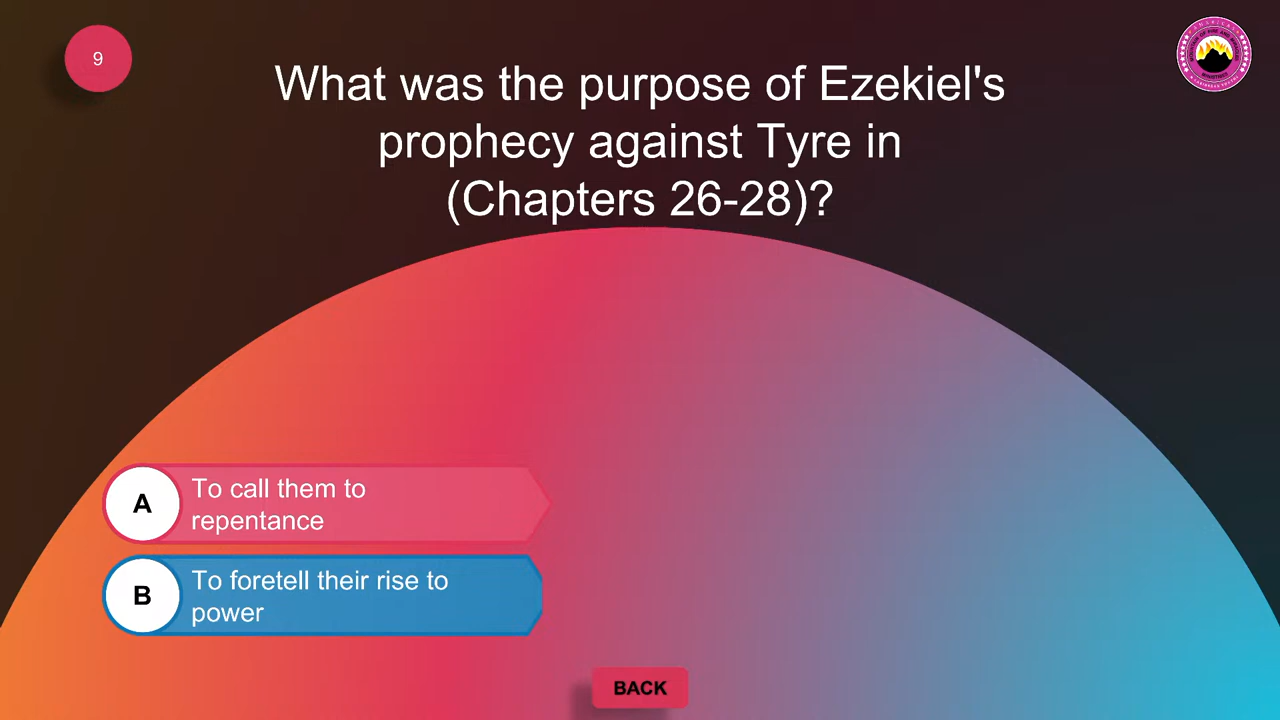 9
What was the purpose of Ezekiel's
prophecy against Tyre in
(Chapters 26-28)?
A
To call them to
repentance
B
To foretell their rise to
power
BACK